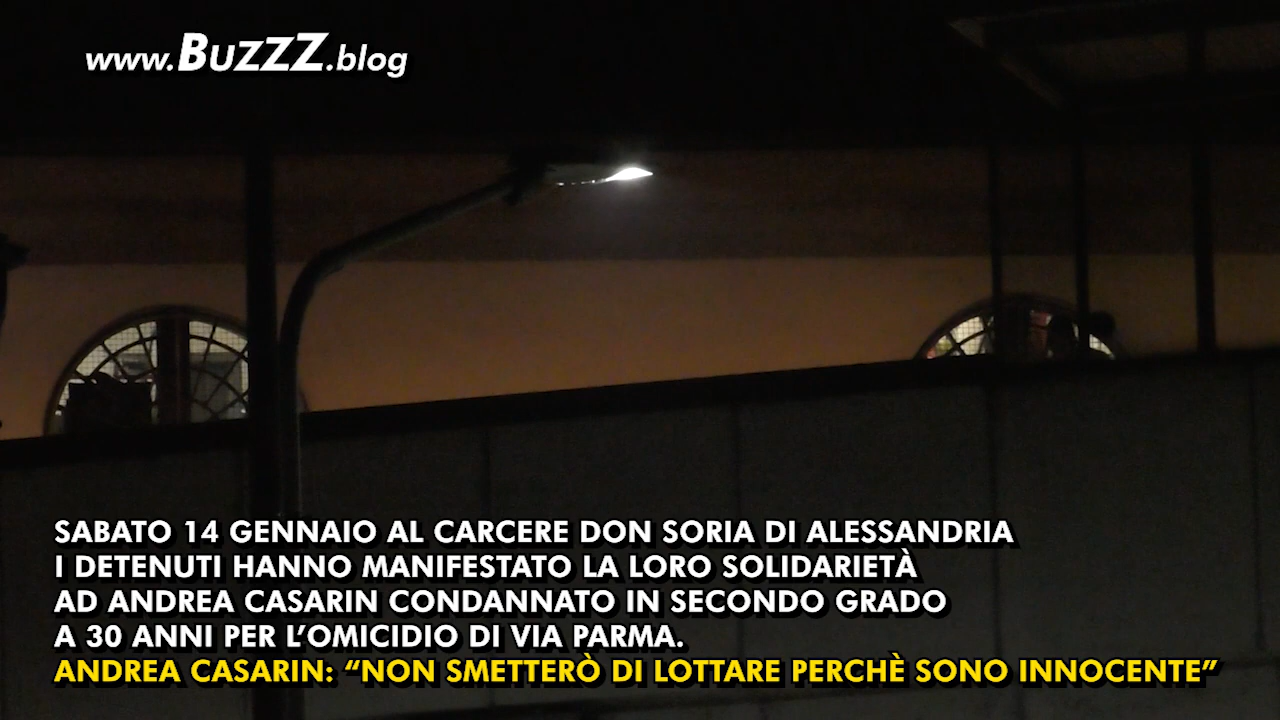 www.BuZZZ.blog
SABATO 14 GENNAIO AL CARCERE DON SORIA DI ALESSANDRIA
I DETENUTI HANNO MANIFESTATO LA LORO SOLIDARIETÀ
AD ANDREA CASARIN CONDANNATO IN SECONDO GRADO
A 30 ANNI PER L'OMICIDIO DI VIA PARMA.
ANDREA CASARIN: “NON SMETTERÒ DI LOTTARE PERCHÈ SONO INNOCENTE”